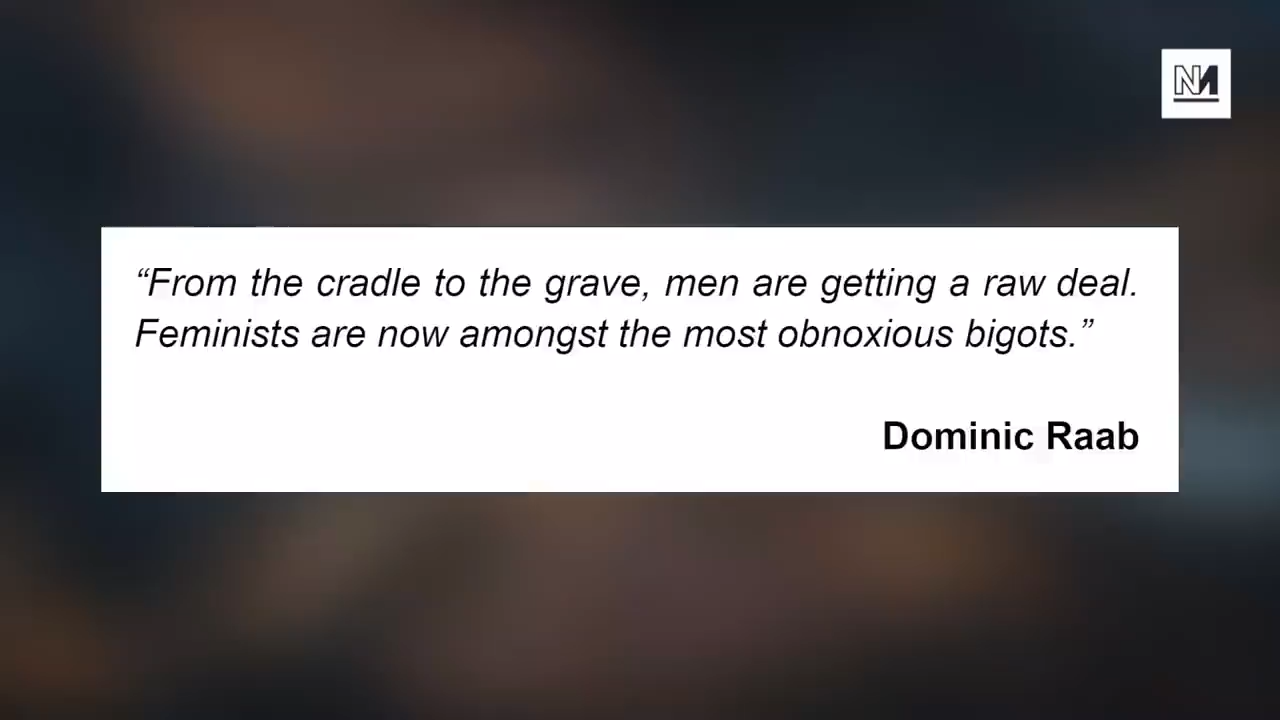 “From the cradle to the grave, men are getting a raw deal.
Feminists are now amongst the most obnoxious bigots.”
Dominic Raab